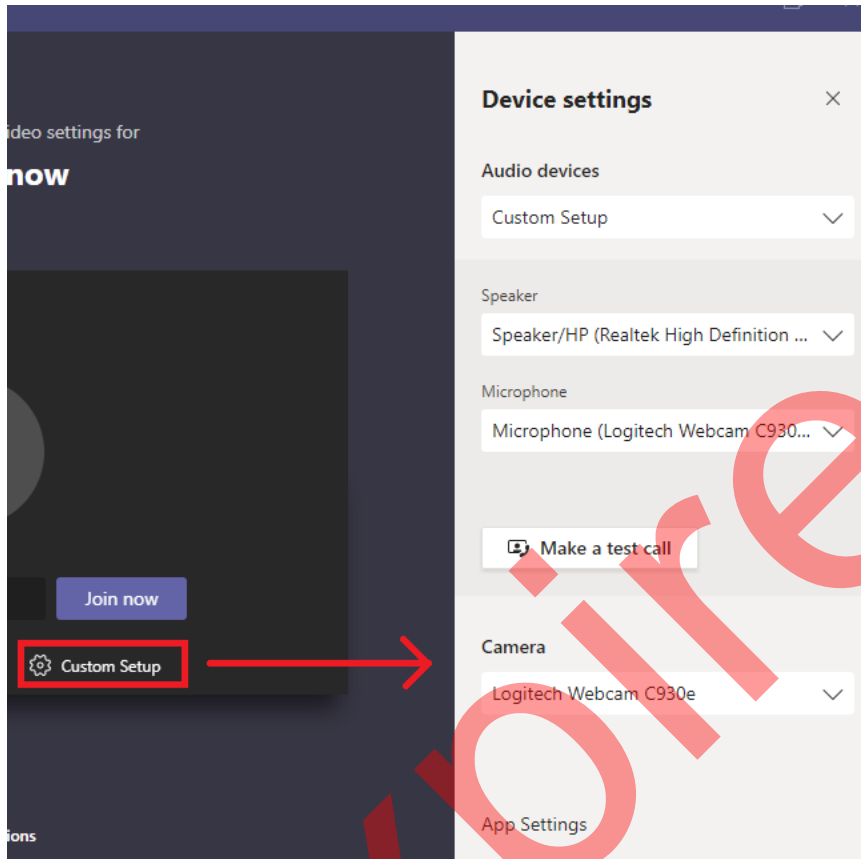 ideo settings for
now
Join now
Custom Setup
ions
Device settings
Audio devices
Custom Setup
Speaker
Speaker/HP (Realtek High Definition ...
Microphone
Microphone (Logitech Webcam C930...
Make a test call
Camera
Logitech Webcam C930e
App Settings
pire